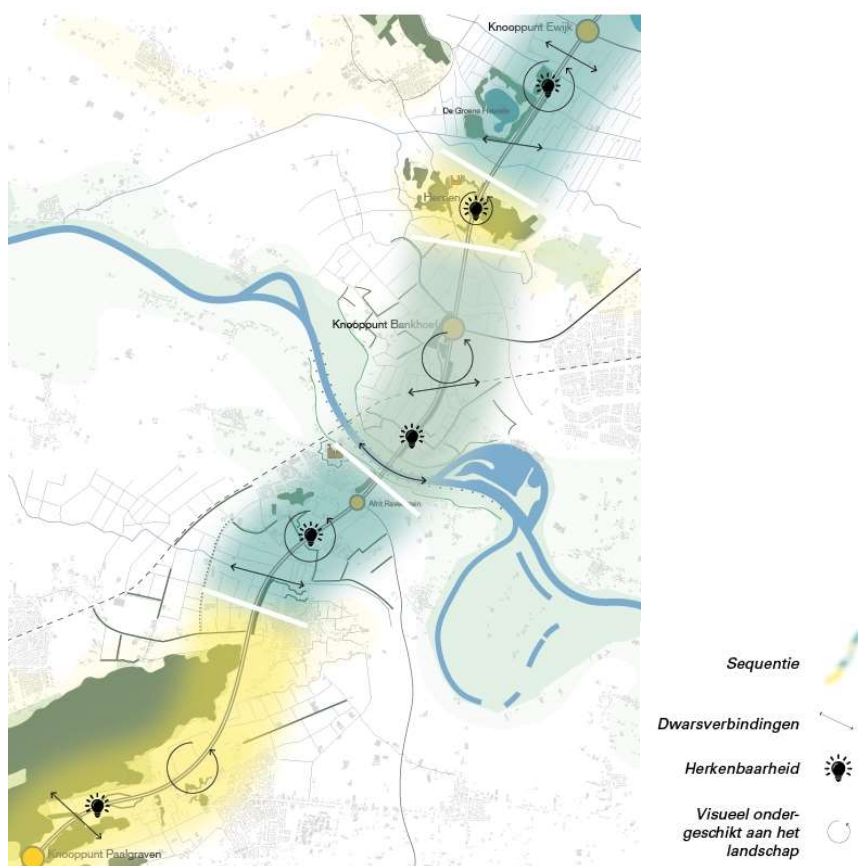 Knooppunt Ewijk
De Groene Heuvels
Hernen
Knooppunt Bankhoef
Afrit Ravenstein
Knooppunt Paalgraven
Sequentie
Dwarsverbindingen
Herkenbaarheid
Visueel onder-
geschikt aan het
landschap